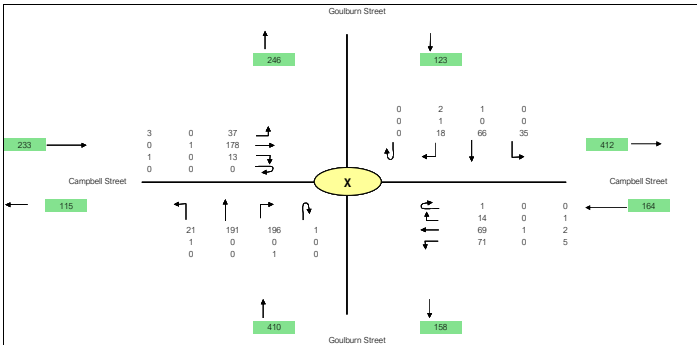 Goulburn Street
246 123
0 2 1 0
0 1 0 0
3 0 37 0 18 66 35
233 0 1 178 412
1 0 13
0 0 0
Campbell Street X Campbell Street
115 1 0 0 164
14 0 1
21 191 196 1 69 1 2
1 0 0 0 71 0 5
0 0 1 0
410 158
Goulburn Street